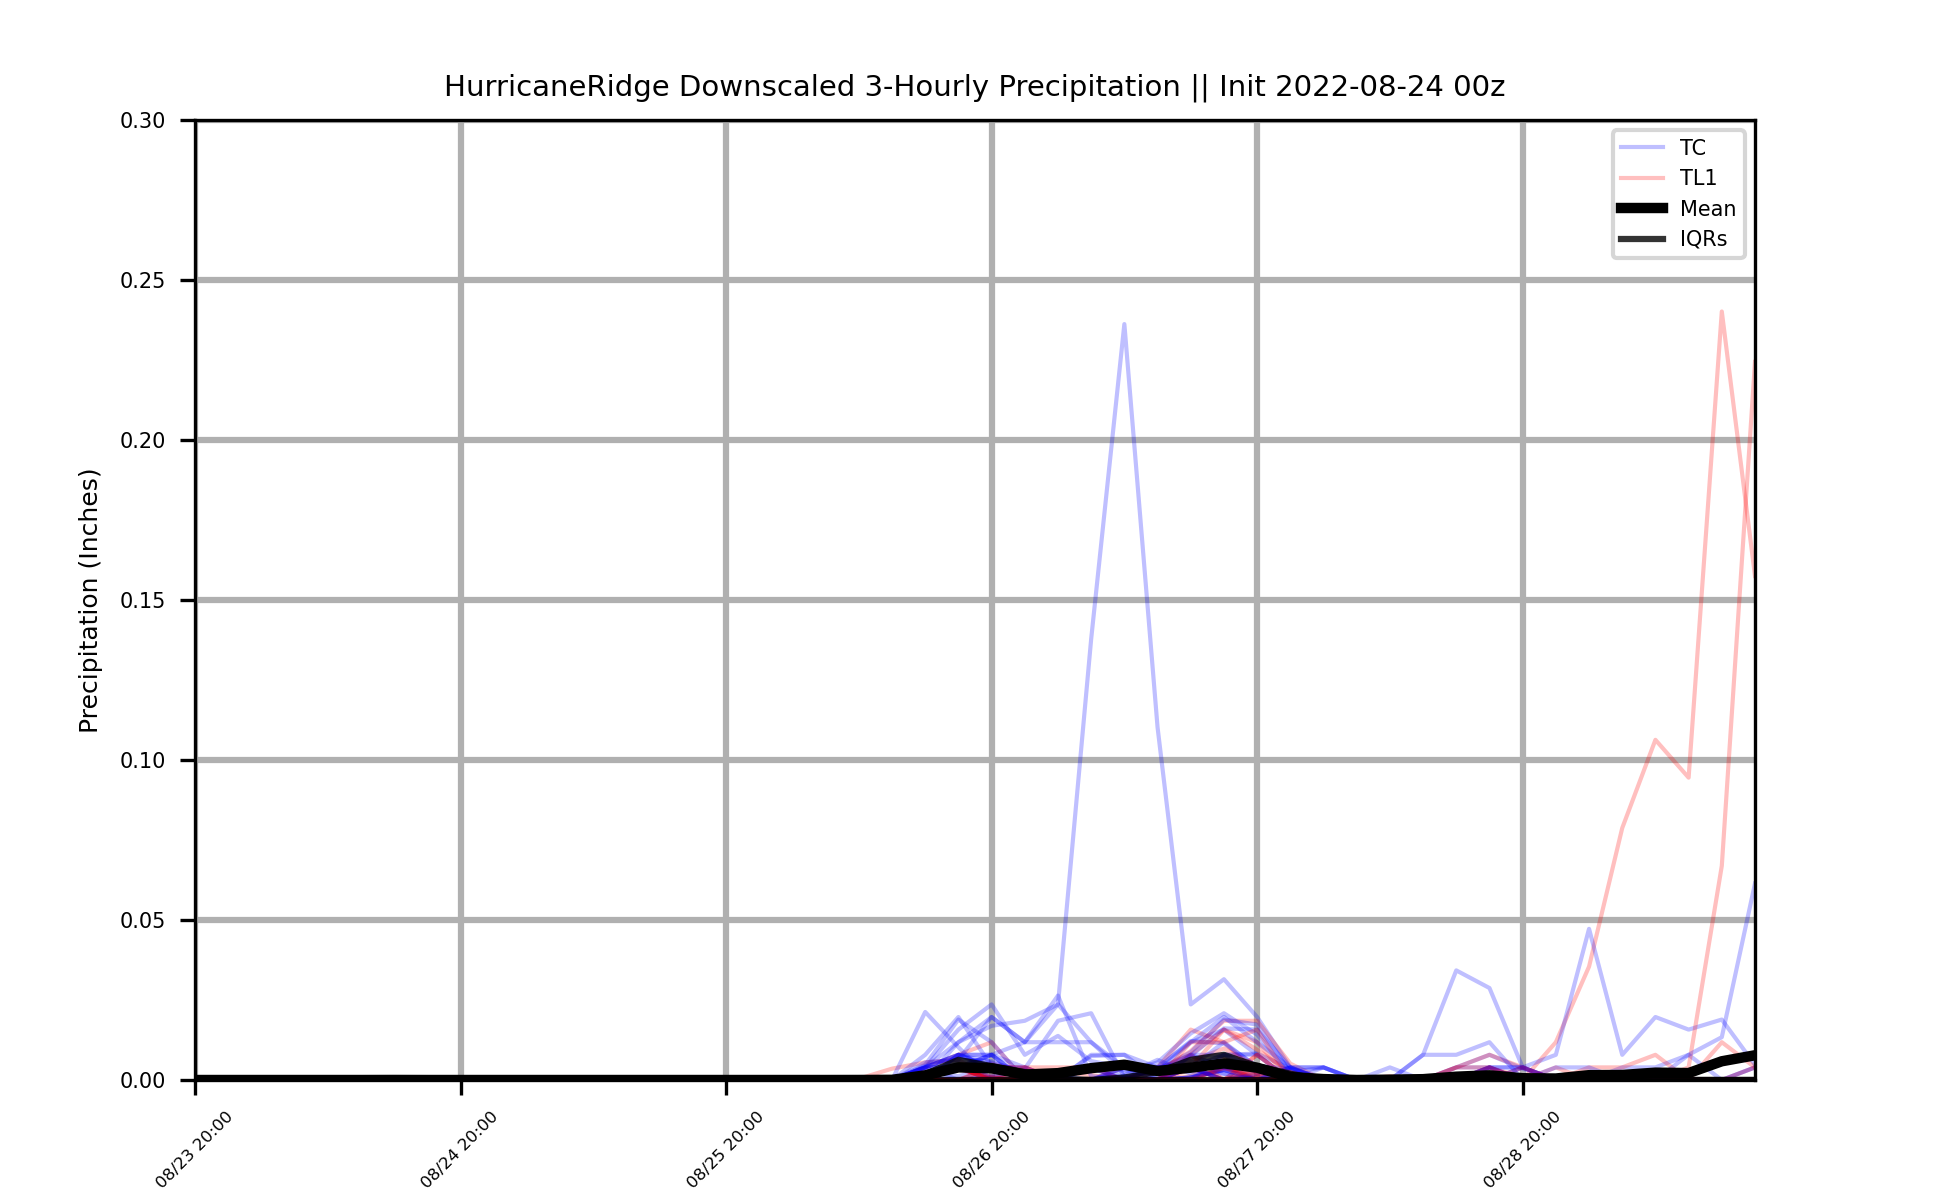 HurricaneRidge Downscaled 3-Hourly Precipitation || Init 2022-08-24 00z
Precipitation (Inches)
0.30
0.25
0.20
0.15
0.10
0.05
0.00
TC
TL1
Mean
IQRs
08/23 20:00
08/24 20:00
08/25 20:00
08/26 20:00
08/27 20:00
08/28 20:00